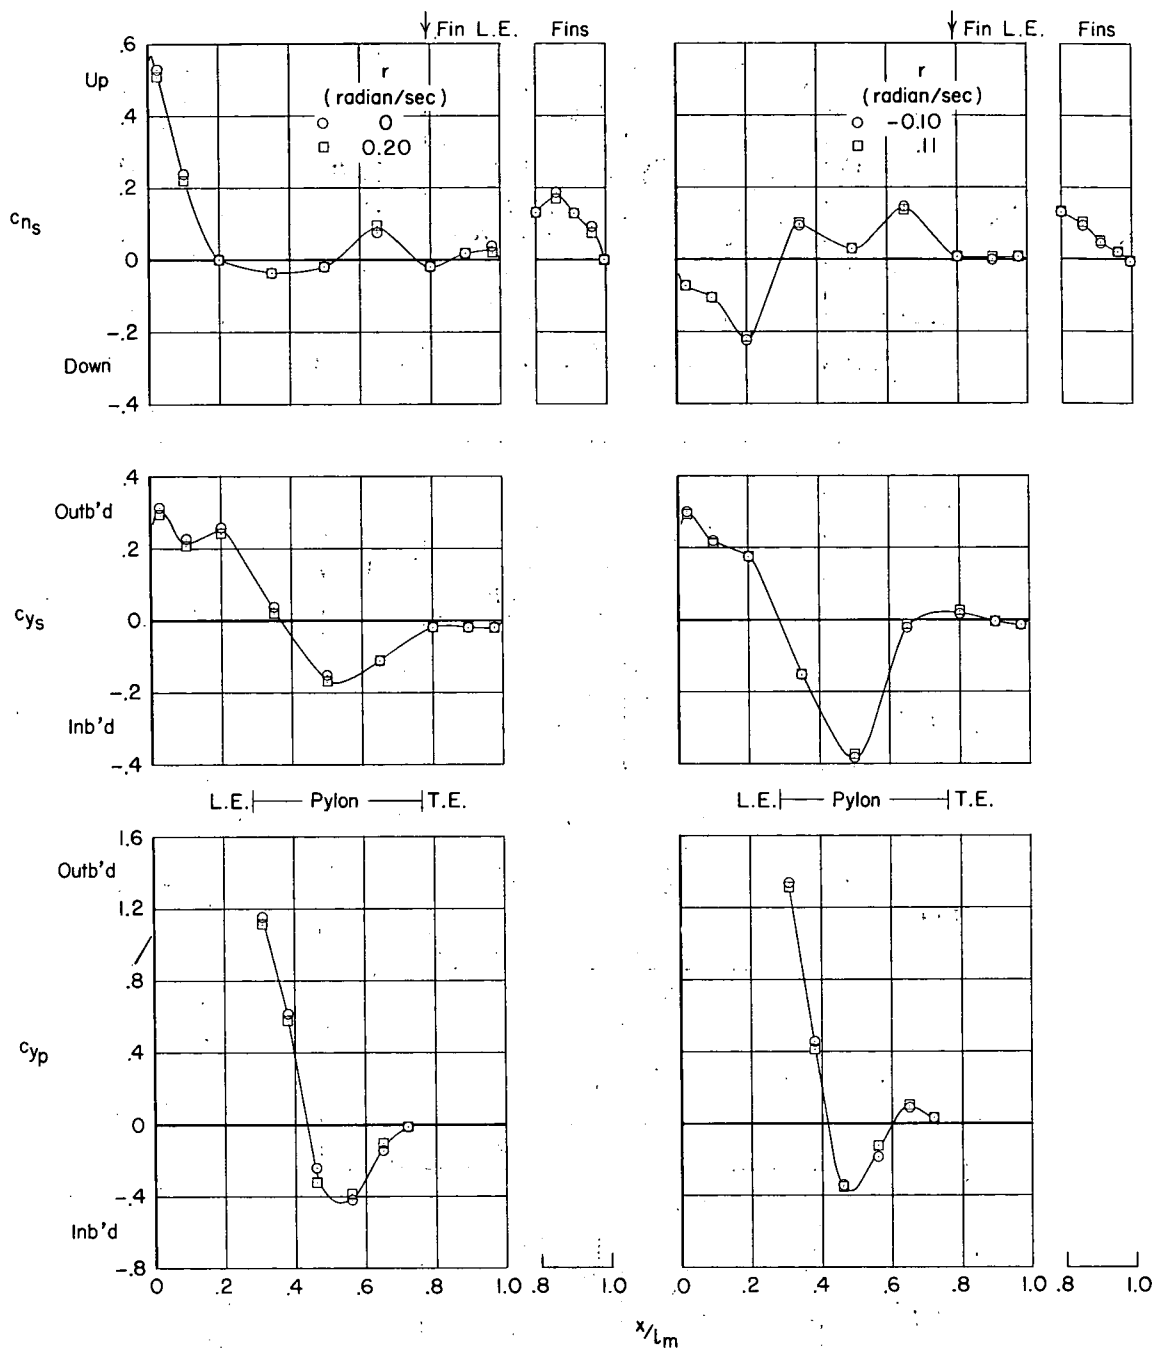 Fin L.E. Fins Fin L.E. Fins
.6
Up
r
(radian/sec)
0
0.20
r
(radian/sec)
-0.10
.11
.4
.2
cns
0
-.2
Down
-.4
.4
Outb'd
.2
cys
0
-.2
Inb'd
-.4
L.E. Pylon T.E. L.E. Pylon T.E.
1.6
Outb'd
1.2
.8
.4
cyp
0
-.4
Inb'd
-.8
0 .2 .4 .6 .8 1.0 .8 1.0 0 .2 .4 .6 .8 1.0 .8 1.0
x/lm